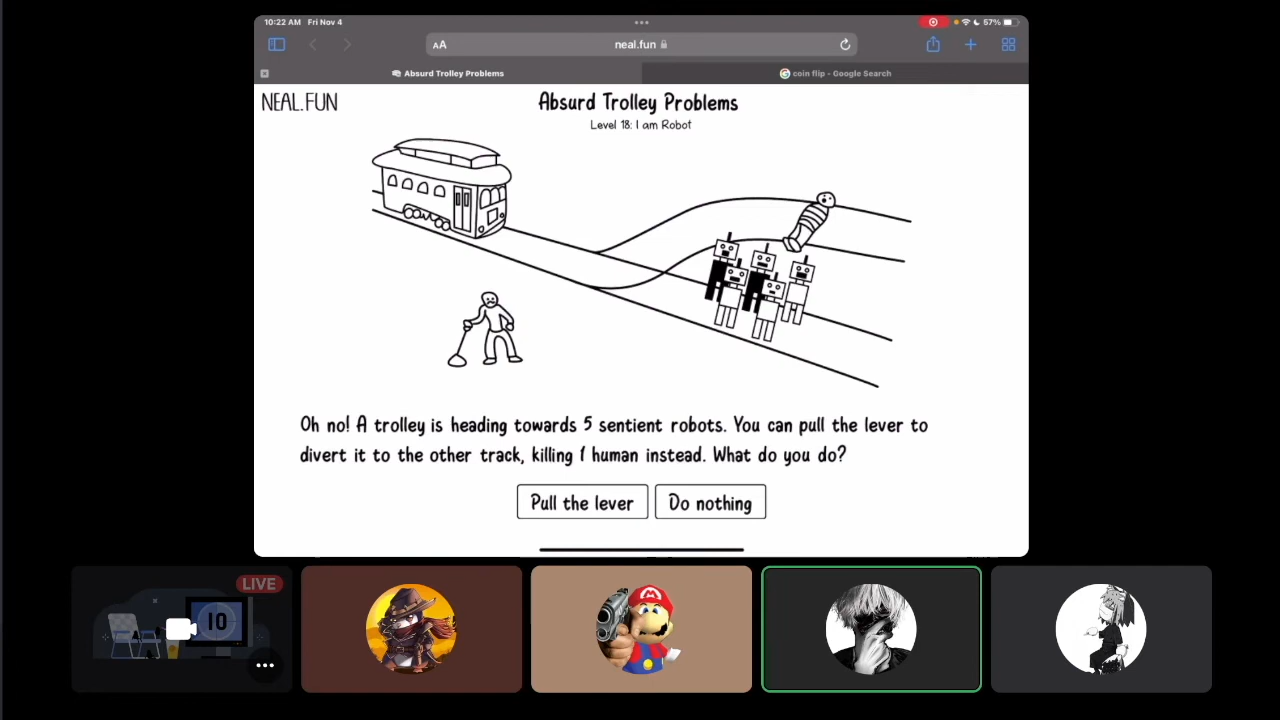 10:22 AM Fri Nov 4
57%
AA
neal.fun
Absurd Trolley Problems
coin flip - Google Search
NEAL.FUN
Absurd Trolley Problems
Level 18: I am Robot
Oh no! A trolley is heading towards 5 sentient robots. You can pull the lever to
divert it to the other track, killing 1 human instead. What do you do?
Pull the lever
Do nothing
LIVE
10
M